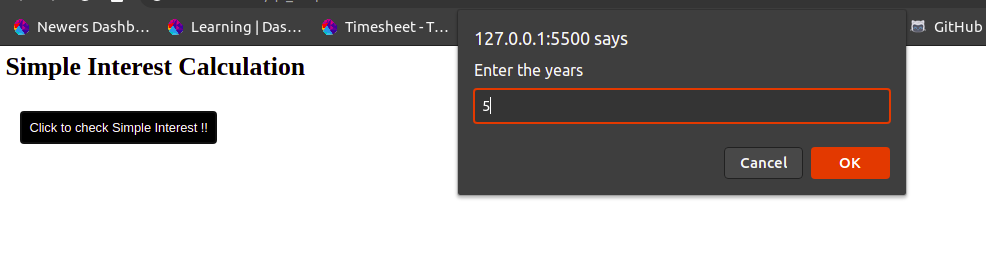 Newers Dashb...
Learning | Das...
Timesheet - T...
GitHub
127.0.0.1:5500 says
Enter the years
5
Cancel
OK
Simple Interest Calculation
Click to check Simple Interest !!